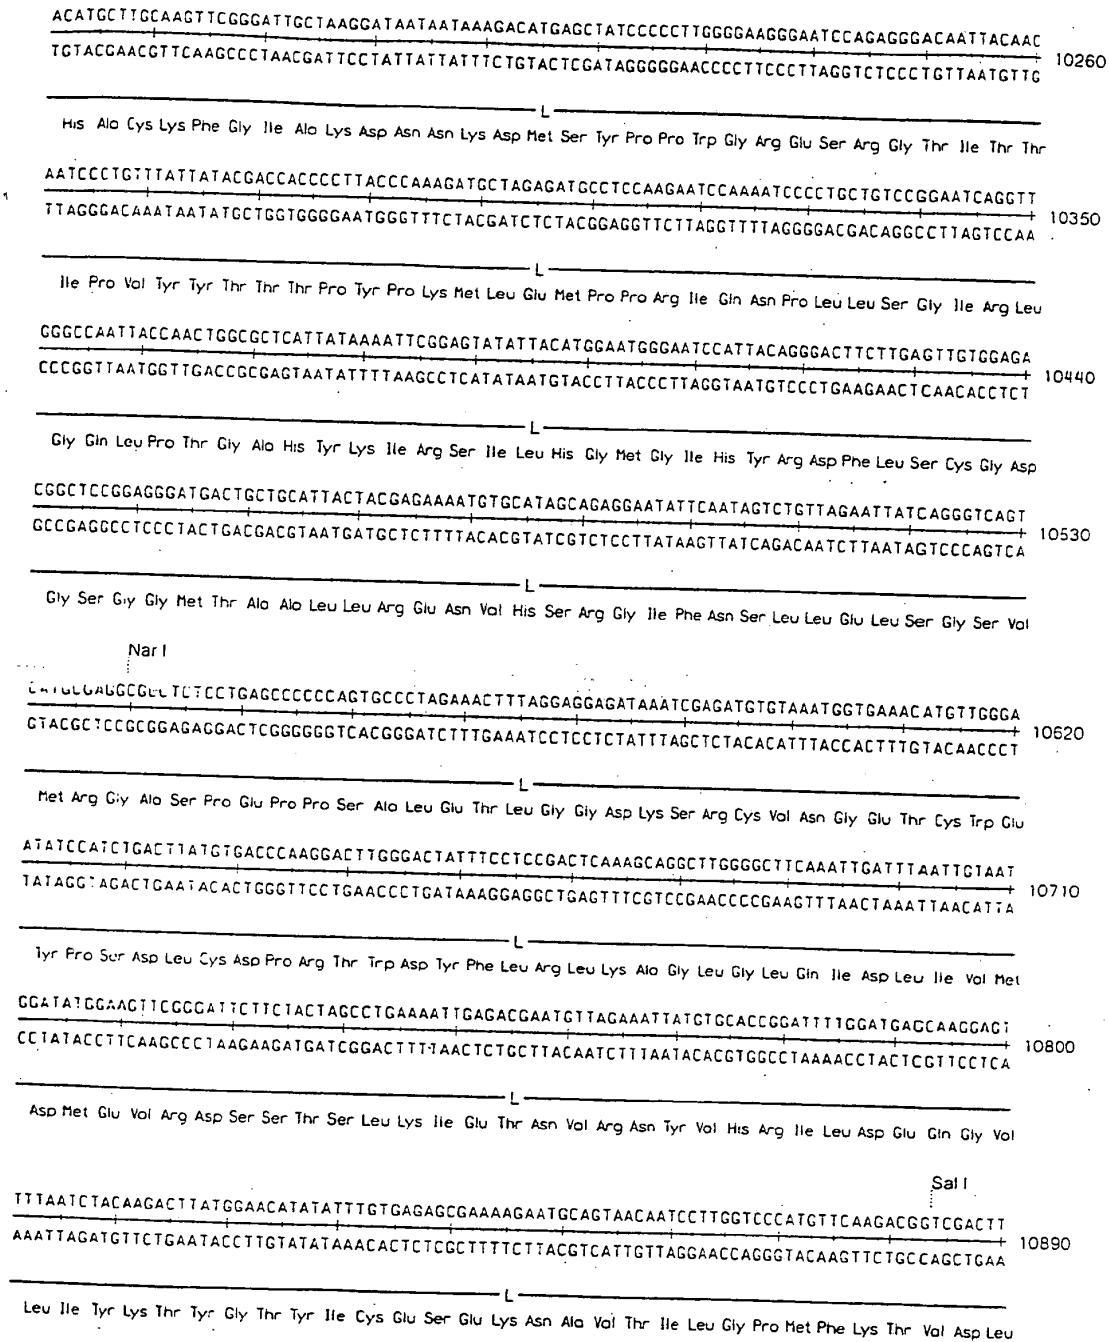 ACATGCTTGCAAGTTCGGGATTGCTAAGGATAATAATAAAGACATGAGCTATCCCCCTTGGGGAAGGGAATCCAGAGGGACAATTACAAC
10260
TGTACGAACGTTCAAGCCCTAACGATTCCTATTATTATTTCTGTACTCGATAGGGGGAACCCCTTCCCTTAGGTCTCCCTGTTAATGTTG
L
His Ala Cys Lys Phe Gly Ile Ala Lys Asp Asn Asn Lys Asp Met Ser Tyr Pro Pro Trp Gly Arg Glu Ser Arg Gly Thr Ile Thr Thr
AATCCCTGTTTATTATACGACCACCCCTTACCCAAAGATGCTAGAGATGCCTCCAAGAATCCAAAATCCCCTGCTGTCCGGAATCAGGTT
10350
TTAGGGACAAATAATATGCTGGTGGGGAATGGGTTTCTACGATCTCTACGGAGGTTCTTAGGTTTTAGGGGACGACAGGCCTTAGTCCAA
L
Ile Pro Val Tyr Tyr Thr Thr Thr Pro Tyr Pro Lys Met Leu Glu Met Pro Pro Arg Ile Gln Asn Pro Leu Leu Ser Gly Ile Arg Leu
GGGCCAATTACCAACTGGCGCTCATTATAAAATTCGGAGTATATTACATGGAATGGGAATCCATTACAGGGACTTCTTGAGTTGTGGAGA
10440
CCCGGTTAATGGTTGACCGCGAGTAATATTTTAAGCCTCATATAATGTACCTTACCCTTAGGTAATGTCCCTGAAGAACTCAACACCTCT
L
Gly Gln Leu Pro Thr Gly Ala His Tyr Lys Ile Arg Ser Ile Leu His Gly Met Gly Ile His Tyr Arg Asp Phe Leu Ser Cys Gly Asp
CGGCTCCGGAGGGATGACTGCTGCATTACTACGAGAAAATGTGCATAGCAGAGGAATATTCAATAGTCTGTTAGAATTATCAGGGTCAGT
10530
GCCGAGGCCTCCCTACTGACGACGTAATGATGCTCTTTTACACGTATCGTCTCCTTATAAGTTATCAGACAATCTTAATAGTCCCAGTCA
L
Gly Ser Gly Gly Met Thr Ala Ala Leu Leu Arg Glu Asn Val His Ser Arg Gly Ile Phe Asn Ser Leu Leu Glu Leu Ser Gly Ser Val
Nar I
CATGCGAGGCGCCTCTCCTGAGCCCCCCAGTGCCCTAGAAACTTTAGGAGGAGATAAATCGAGATGTGTAAATGGTGAAACATGTTGGGA
10620
GTACGCTCCGCGGAGAGGACTCGGGGGGTCACGGGATCTTTGAAATCCTCCTCTATTTAGCTCTACACATTTACCACTTTGTACAACCCT
L
Met Arg Gly Ala Ser Pro Glu Pro Pro Ser Ala Leu Glu Thr Leu Gly Gly Asp Lys Ser Arg Cys Val Asn Gly Glu Thr Cys Trp Glu
ATATCCATCTGACTTATGTGACCCAAGGACTTGGGACTATTTCCTCCGACTCAAAGCAGGCTTGGGGCTTCAAATTGATTTAATTGTAAT
10710
TATAGGTAGACTGAATACACTGGGTTCCTGAACCCTGATAAAGGAGGCTGAGTTTCGTCCGAACCCCGAAGTTTAACTAAATTAACATTA
L
Tyr Pro Ser Asp Leu Cys Asp Pro Arg Thr Trp Asp Tyr Phe Leu Arg Leu Lys Ala Gly Leu Gly Leu Gln Ile Asp Leu Ile Val Met
GGATATGGAAGTTCGGGATTCTTCTACTAGCCTGAAAATTGAGACGAATGTTAGAAATTATGTGCACCGGATTTTGGATGAGCAAGGAGT
10800
CCTATACCTTCAAGCCCTAAGAAGATGATCGGACTTTTAACTCTGCTTACAATCTTTAATACACGTGGCCTAAAACCTACTCGTTCCTCA
L
Asp Met Glu Val Arg Asp Ser Ser Thr Ser Leu Lys Ile Glu Thr Asn Val Arg Asn Tyr Val His Arg Ile Leu Asp Glu Gln Gly Val
Sal I
TTTAATCTACAAGACTTATGGAACATATATTTGTGAGAGCGAAAAGAATGCAGTAACAATCCTTGGTCCCATGTTCAAGACGGTCGACTT
10890
AAATTAGATGTTCTGAATACCTTGTATATAAACACTCTCGCTTTTCTTACGTCATTGTTAGGAACCAGGGTACAAGTTCTGCCAGCTGAA
L
Leu Ile Tyr Lys Thr Tyr Gly Thr Tyr Ile Cys Glu Ser Glu Lys Asn Ala Val Thr Ile Leu Gly Pro Met Phe Lys Thr Val Asp Leu